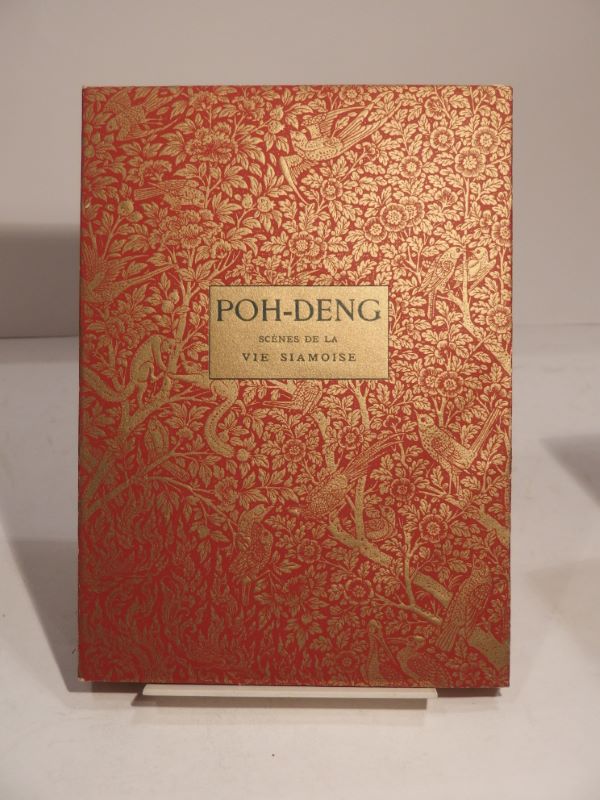 POH-DENG
SCÈNES DE LA
VIE SIAMOISE